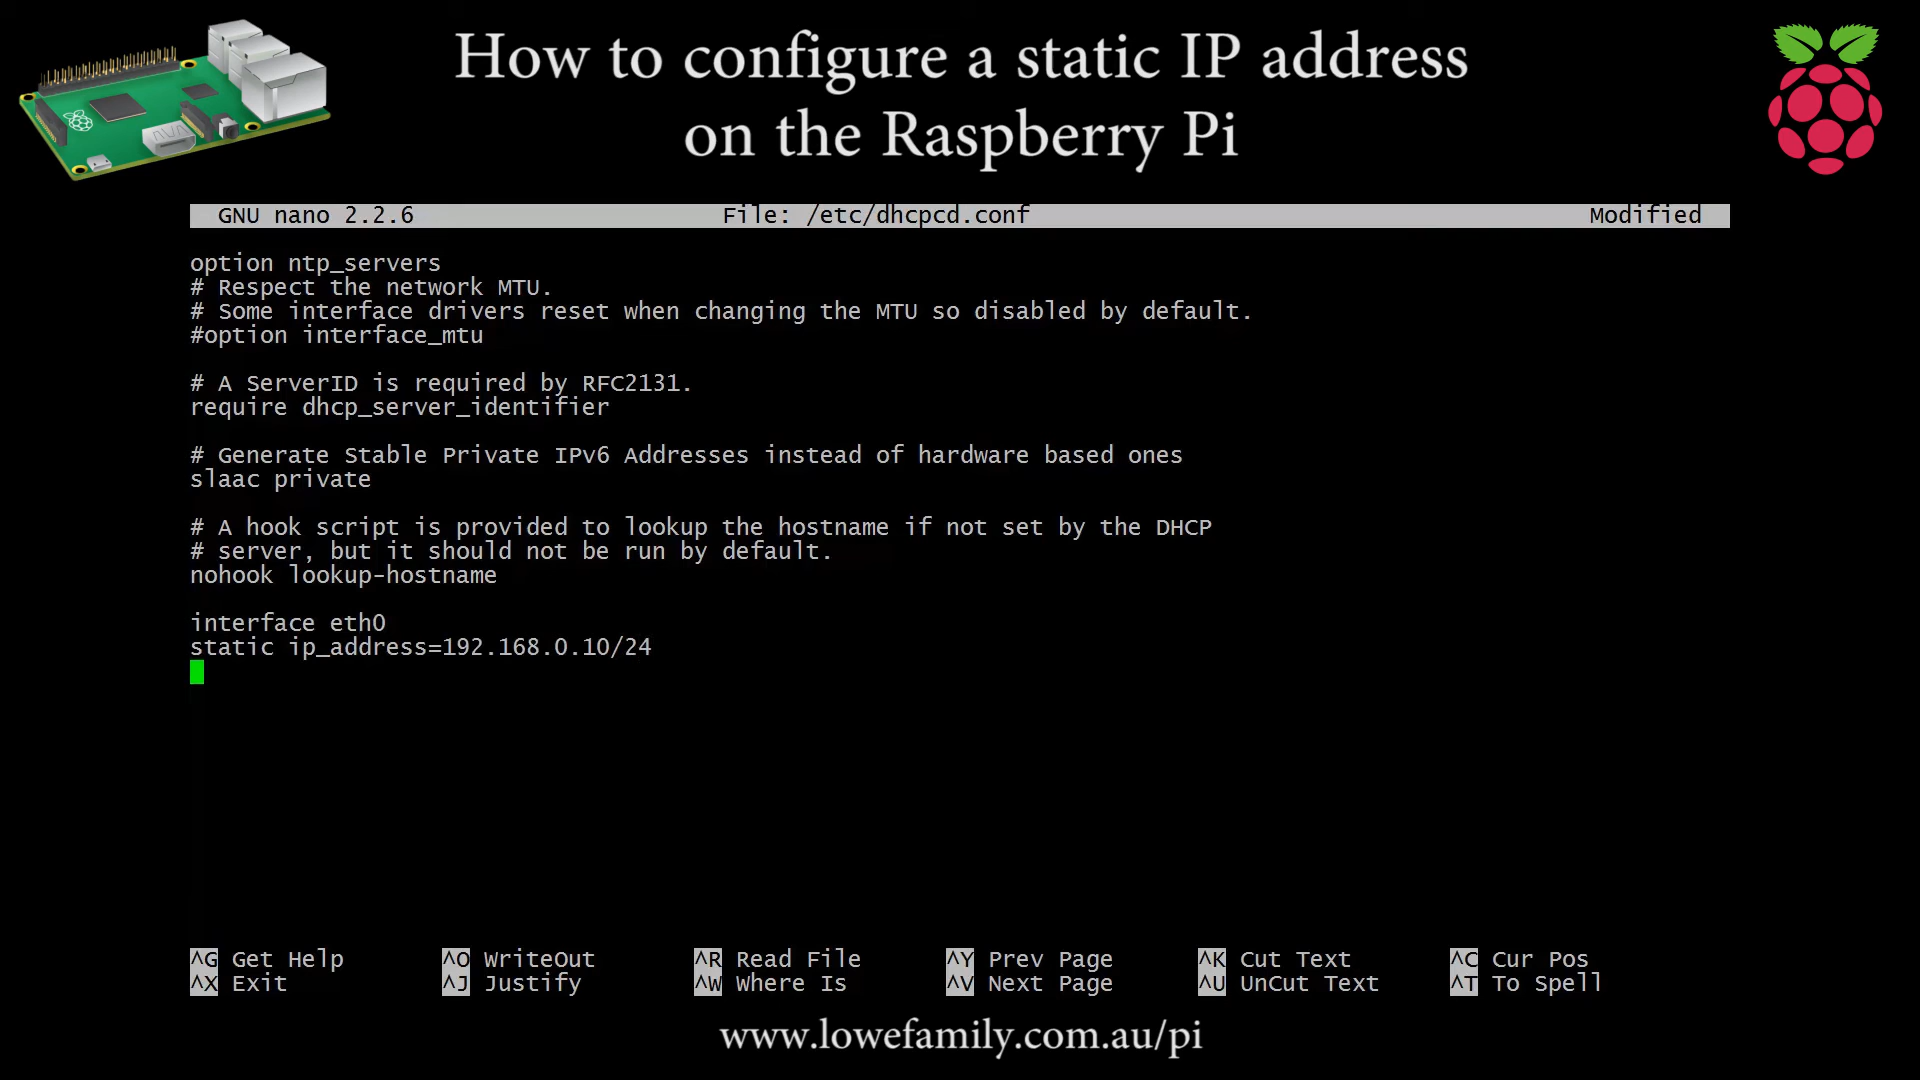 How to configure a static IP address
on the Raspberry Pi
GNU nano 2.2.6 File: /etc/dhcpcd.conf Modified
option ntp_servers
# Respect the network MTU.
# Some interface drivers reset when changing the MTU so disabled by default.
#option interface_mtu
# A ServerID is required by RFC2131.
require dhcp_server_identifier
# Generate Stable Private IPv6 Addresses instead of hardware based ones
slaac private
# A hook script is provided to lookup the hostname if not set by the DHCP
# server, but it should not be run by default.
nohook lookup-hostname
interface eth0
static ip_address=192.168.0.10/24
^G Get Help ^O WriteOut ^R Read File ^Y Prev Page ^K Cut Text ^C Cur Pos
^X Exit ^J Justify ^W Where Is ^V Next Page ^U UnCut Text ^T To Spell
www.lowefamily.com.au/pi